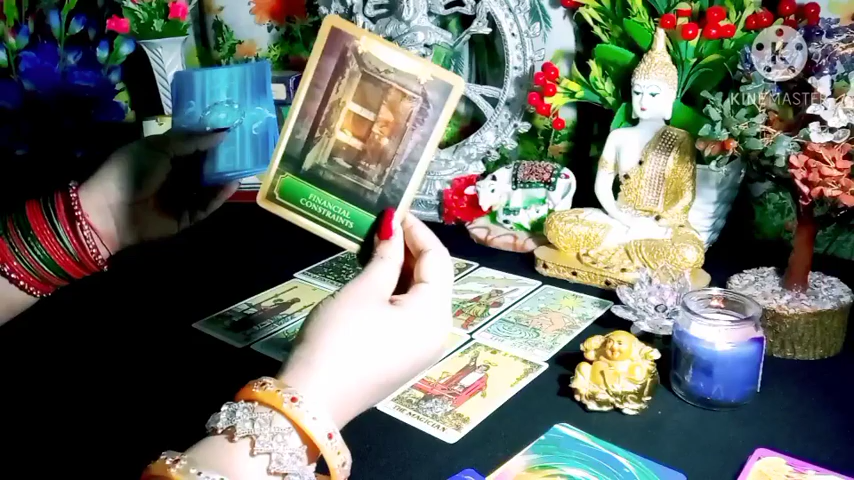 KINEMASTER
FINANCIAL
CONSTRAINTS
THE MAGICIAN.